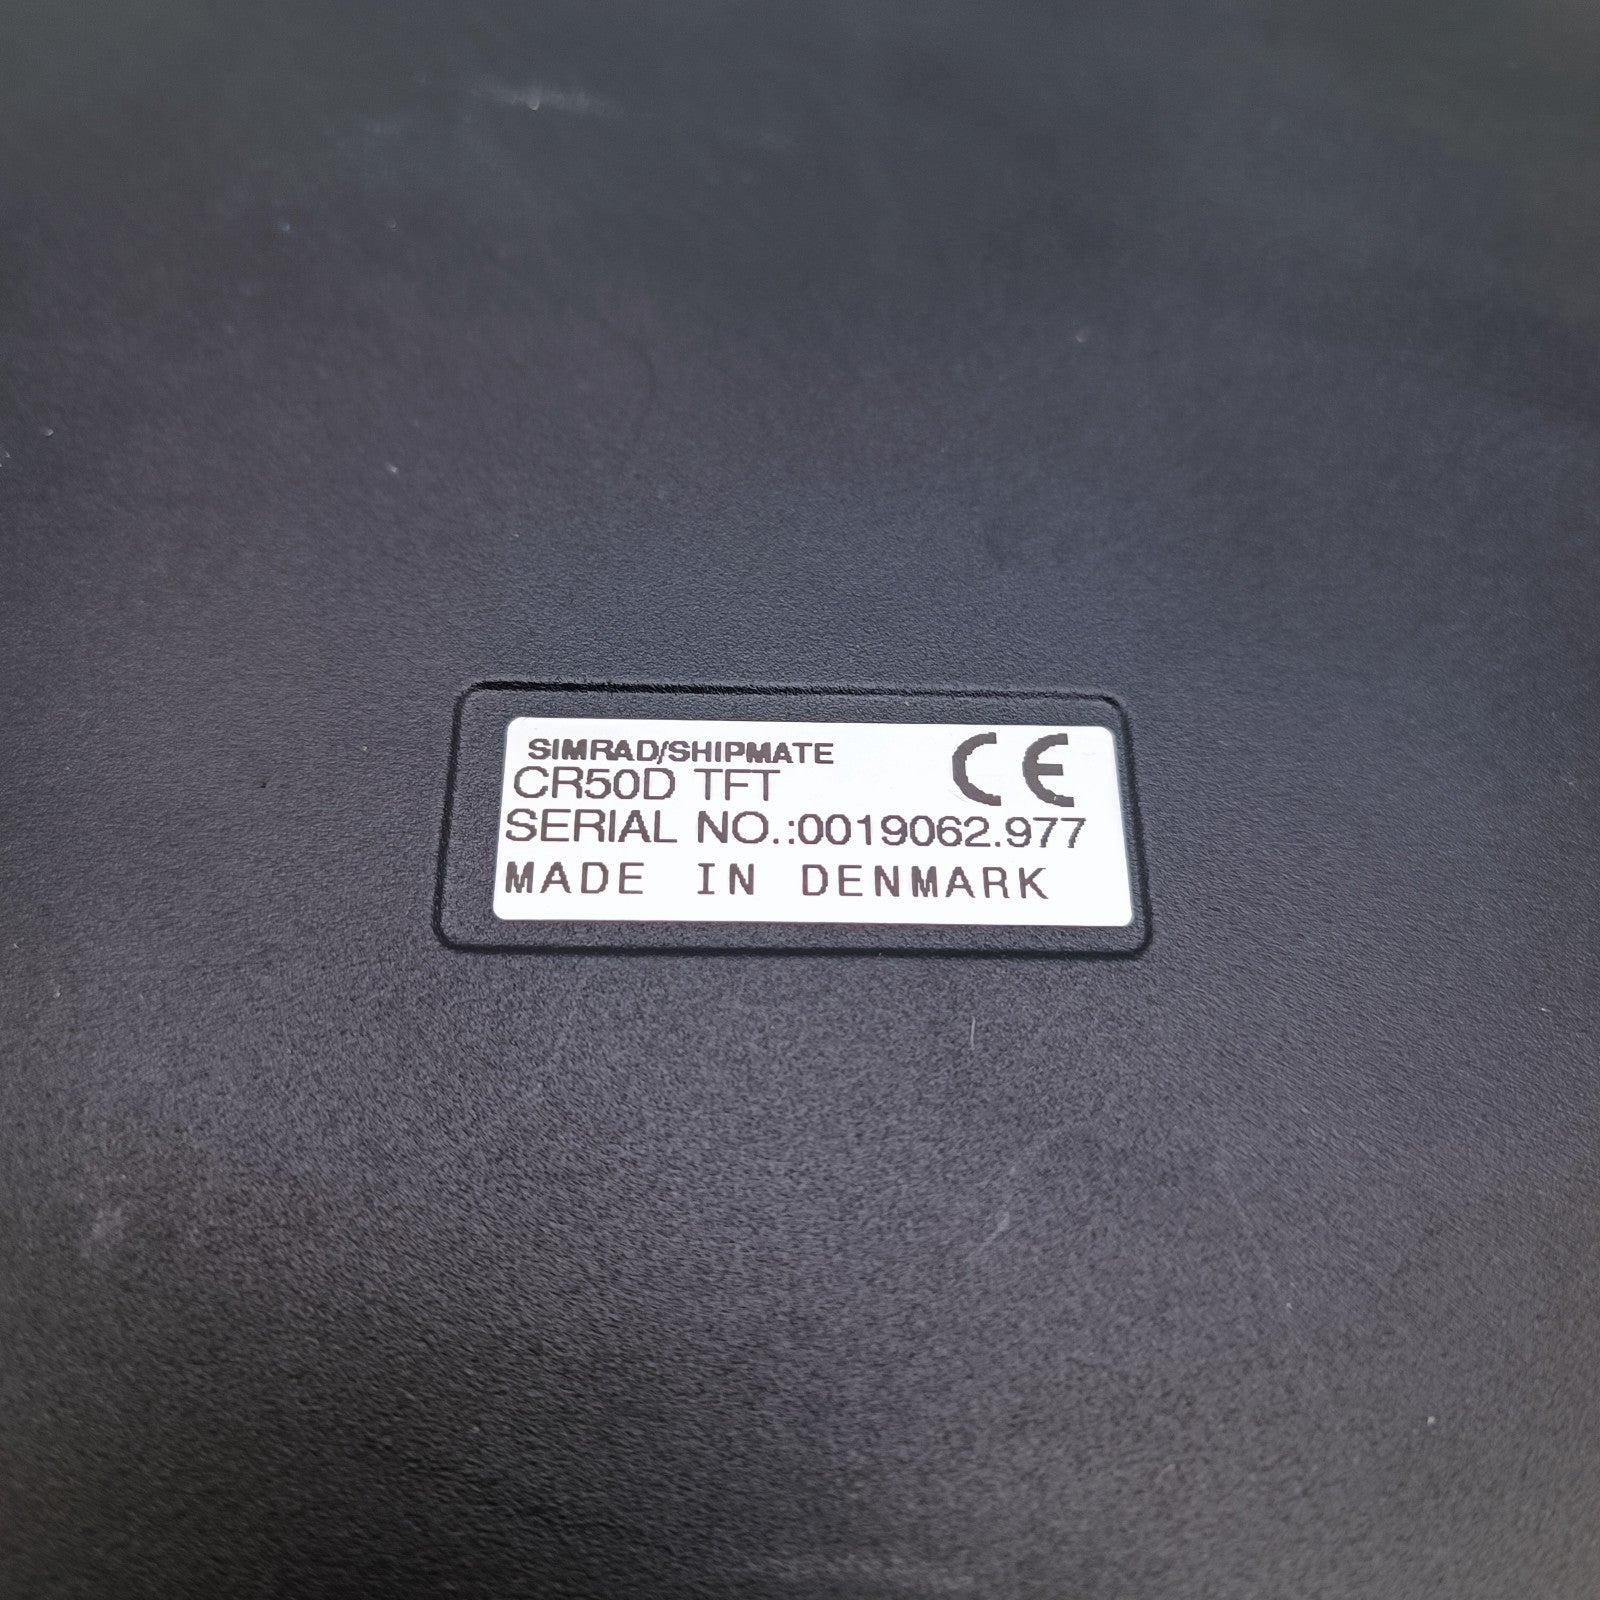 SIMRAD/SHIPMATE CE
CR50D TFT
SERIAL NO.:0019062.977
MADE IN DENMARK